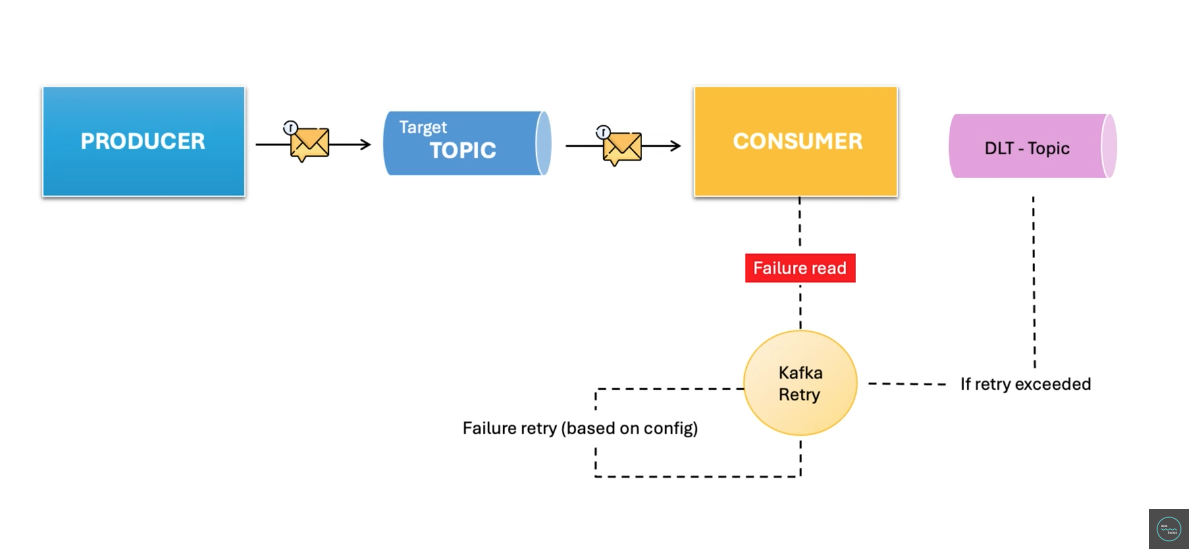 PRODUCER
Target
TOPIC
CONSUMER
DLT - Topic
Failure read
Kafka
Retry
If retry exceeded
Failure retry (based on config)